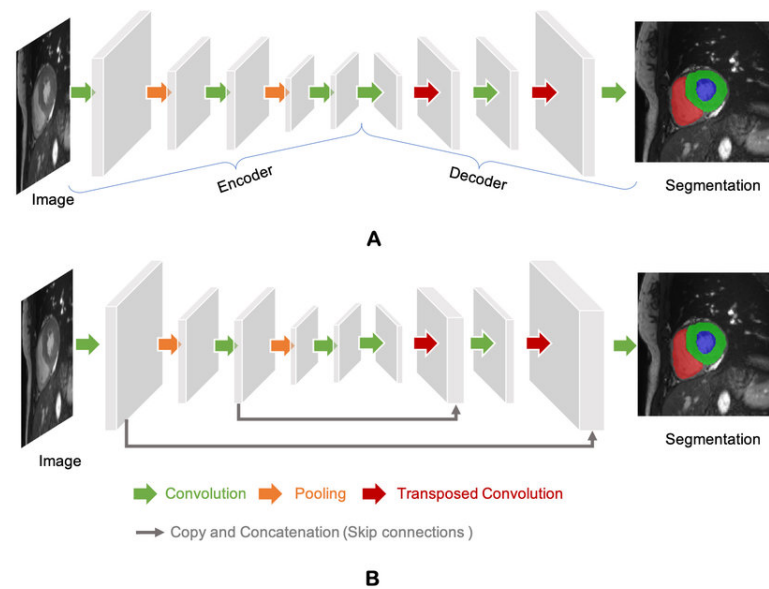 Image
Encoder
Decoder
Segmentation
A
Image
Segmentation
Convolution
Pooling
Transposed Convolution
Copy and Concatenation (Skip connections )
B